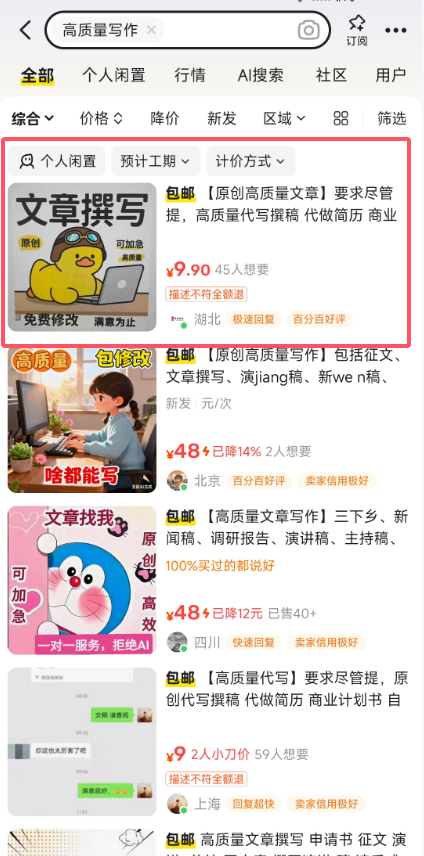 高质量写作
订阅
全部 个人闲置 行情 AI搜索 社区 用户
综合 价格 降价 新发 区域 筛选
个人闲置 预计工期 计价方式
文章撰写
原创
可加急
高质量
免费修改 满意为止
包邮 【原创高质量文章】要求尽管
提，高质量代写撰稿 代做简历 商业
¥9.90 45人想要
描述不符全额退
湖北 极速回复 百分百好评
高质量 包修改
啥都能写
包邮 【原创高质量写作】包括征文、
文章撰写、演jiang稿、新we n稿、
新发 元/次
¥48 已降14% 2人想要
北京 百分百好评 卖家信用极好
文章找我
原创
高效
可加急
一对一服务，拒绝AI
包邮 【高质量文章写作】三下乡、新
闻稿、调研报告、演讲稿、主持稿、
100%买过的都说好
¥48 已降12元 已售40+
四川 快速回复 卖家信用极好
文稿 请查阅
你这也太厉害了吧
演者就好，
包邮 【高质量代写】要求尽管提，原
创代写撰稿 代做简历 商业计划书 自
¥9 2人小刀价 59人想要
描述不符全额退
上海 回复超快 卖家信用极好
包邮 高质量文章撰写 申请书 征文 演